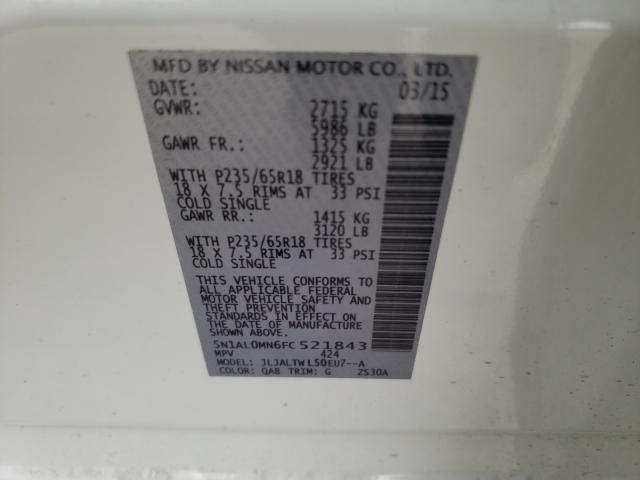 MFD BY NISSAN MOTOR CO., LTD.
DATE: 03/15
GVWR: 2715 KG
5986 LB
GAWR FR.: 1325 KG
2921 LB
WITH P235/65R18 TIRES
18 X 7.5 RIMS AT 33 PSI
COLD SINGLE
GAWR RR.: 1415 KG
3120 LB
WITH P235/65R18 TIRES
18 X 7.5 RIMS AT 33 PSI
COLD SINGLE
THIS VEHICLE CONFORMS TO
ALL APPLICABLE FEDERAL
MOTOR VEHICLE SAFETY AND
THEFT PREVENTION
STANDARDS IN EFFECT ON
THE DATE OF MANUFACTURE
SHOWN ABOVE.
5N1AL0MN6FC521843
MPV 424
MODEL: JLJALTWL50EU7--A
COLOR: QAB TRIM: G 2S30A